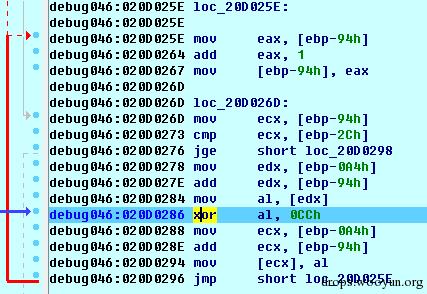 debug046:020D025E loc_20D025E:
debug046:020D025E
debug046:020D025E mov eax, [ebp-94h]
debug046:020D0264 add eax, 1
debug046:020D0267 mov [ebp-94h], eax
debug046:020D026D
debug046:020D026D loc_20D026D:
debug046:020D026D mov ecx, [ebp-94h]
debug046:020D0273 cmp ecx, [ebp-2Ch]
debug046:020D0276 jge short loc_20D0298
debug046:020D0278 mov edx, [ebp-0A4h]
debug046:020D027E add edx, [ebp-94h]
debug046:020D0284 mov al, [edx]
debug046:020D0286 xor al, 0CCh
debug046:020D0288 mov ecx, [ebp-0A4h]
debug046:020D028E add ecx, [ebp-94h]
debug046:020D0294 mov [ecx], al
debug046:020D0296 jmp short loc_20D025E
drops.wooyun.org